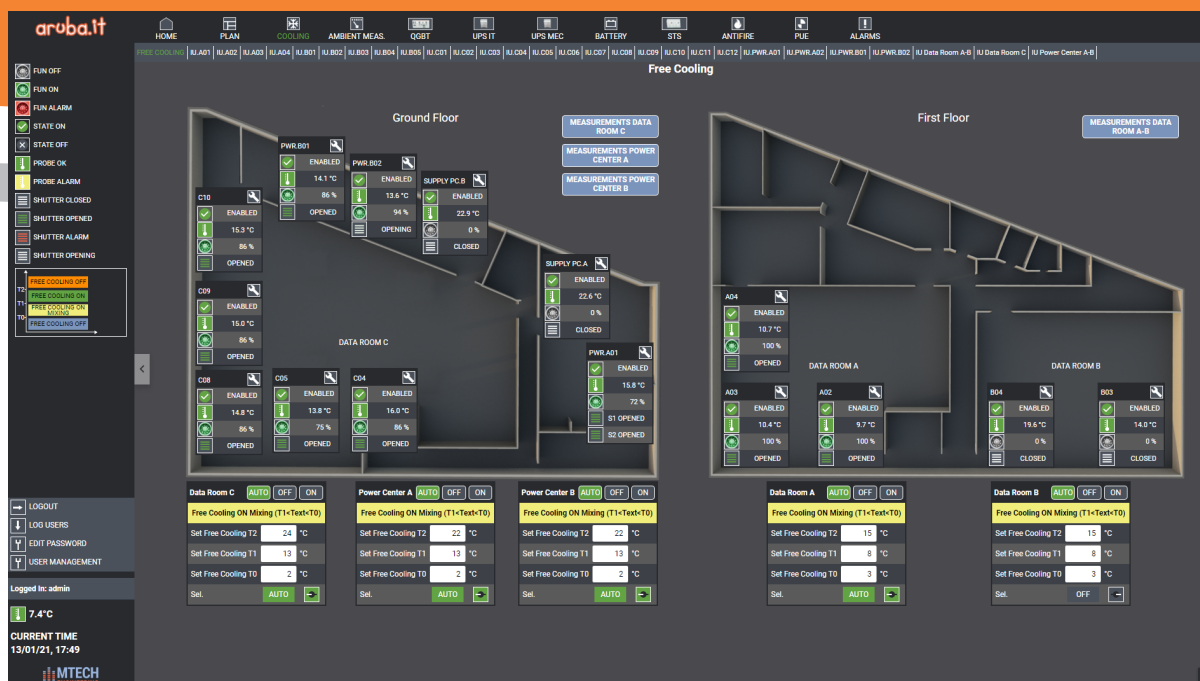 aruba.it
HOME
PLAN
COOLING
AMBIENT MEAS.
QGBT
UPS IT
UPS MEC
BATTERY
STS
ANTIFIRE
PUE
ALARMS
FREE COOLING | IU.A01 | IU.A02 | IU.A03 | IU.A04 | IU.B01 | IU.B02 | IU.B03 | IU.B04 | IU.B05 | IU.C01 | IU.C02 | IU.C03 | IU.C04 | IU.C05 | IU.C06 | IU.C07 | IU.C08 | IU.C09 | IU.C10 | IU.C11 | IU.C12 | IU.PWR.A01 | IU.PWR.A02 | IU.PWR.B01 | IU.PWR.B02 | IU Data Room A-B | IU Data Room C | IU Power Center A-B |
Free Cooling
FUN OFF
FUN ON
FUN ALARM
STATE ON
STATE OFF
PROBE OK
PROBE ALARM
SHUTTER CLOSED
SHUTTER OPENED
SHUTTER ALARM
SHUTTER OPENING
T2
T1
T0
FREE COOLING OFF
FREE COOLING ON
FREE COOLING ON
MIXING
FREE COOLING OFF
LOGOUT
LOG USERS
EDIT PASSWORD
USER MANAGEMENT
Logged In: admin
7.4°C
CURRENT TIME
13/01/21, 17:49
MTECH
Ground Floor
MEASUREMENTS DATA
ROOM C
MEASUREMENTS POWER
CENTER A
MEASUREMENTS POWER
CENTER B
PWR.B01
ENABLED
14.1 °C
86 %
OPENED
PWR.B02
ENABLED
13.6 °C
94 %
OPENING
SUPPLY PC.B
ENABLED
22.9 °C
0 %
CLOSED
C10
ENABLED
15.3 °C
86 %
OPENED
SUPPLY PC.A
ENABLED
22.6 °C
0 %
CLOSED
C09
ENABLED
15.0 °C
86 %
OPENED
DATA ROOM C
PWR.A01
ENABLED
15.8 °C
72 %
S1 OPENED
S2 OPENED
C08
ENABLED
14.8 °C
86 %
OPENED
C05
ENABLED
13.8 °C
75 %
OPENED
C04
ENABLED
16.0 °C
86 %
OPENED
First Floor
MEASUREMENTS DATA
ROOM A-B
A04
ENABLED
10.7 °C
100 %
OPENED
DATA ROOM A
DATA ROOM B
A03
ENABLED
10.4 °C
100 %
OPENED
A02
ENABLED
9.7 °C
100 %
OPENED
B04
ENABLED
19.6 °C
0 %
CLOSED
B03
ENABLED
14.0 °C
0 %
CLOSED
Data Room C AUTO OFF ON
Free Cooling ON Mixing (T1<Text<T0)
Set Free Cooling T2 24 °C
Set Free Cooling T1 13 °C
Set Free Cooling T0 2 °C
Sel. AUTO
Power Center A AUTO OFF ON
Free Cooling ON Mixing (T1<Text<T0)
Set Free Cooling T2 22 °C
Set Free Cooling T1 13 °C
Set Free Cooling T0 2 °C
Sel. AUTO
Power Center B AUTO OFF ON
Free Cooling ON Mixing (T1<Text<T0)
Set Free Cooling T2 22 °C
Set Free Cooling T1 13 °C
Set Free Cooling T0 2 °C
Sel. AUTO
Data Room A AUTO OFF ON
Free Cooling ON Mixing (T1<Text<T0)
Set Free Cooling T2 15 °C
Set Free Cooling T1 8 °C
Set Free Cooling T0 3 °C
Sel. AUTO
Data Room B AUTO OFF ON
Free Cooling ON Mixing (T1<Text<T0)
Set Free Cooling T2 15 °C
Set Free Cooling T1 8 °C
Set Free Cooling T0 3 °C
Sel. OFF